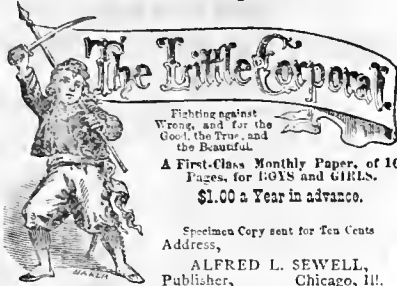 The Little Corporal.
Fighting against
Wrong, and for the
Good, the True, and
the Beautiful.
A First-Class Monthly Paper, of 16
Pages, for BOYS and GIRLS.
$1.00 a Year in advance.
Specimen Copy sent for Ten Cents
Address,
ALFRED L. SEWELL,
Publisher, Chicago, Ill.
BAKER